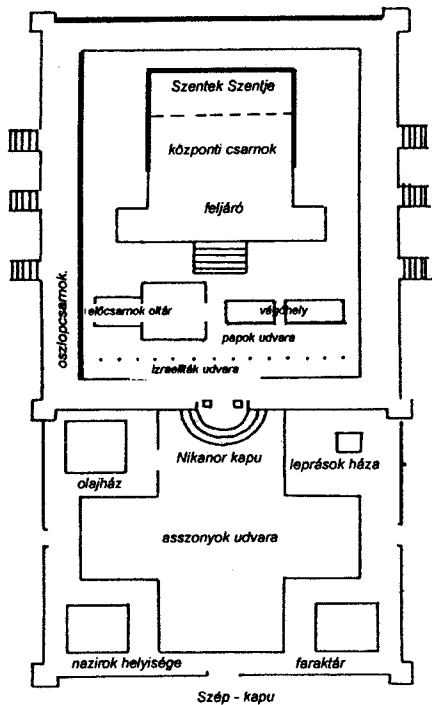 Szentek Szentje
központi csarnok
feljáró
oszlopcsarnok.
előcsarnok oltár
vágóhely
papok udvara
izraeliták udvara
Nikanor kapu
olajház
leprások háza
asszonyok udvara
nazirok helyisége
faraktár
Szép - kapu